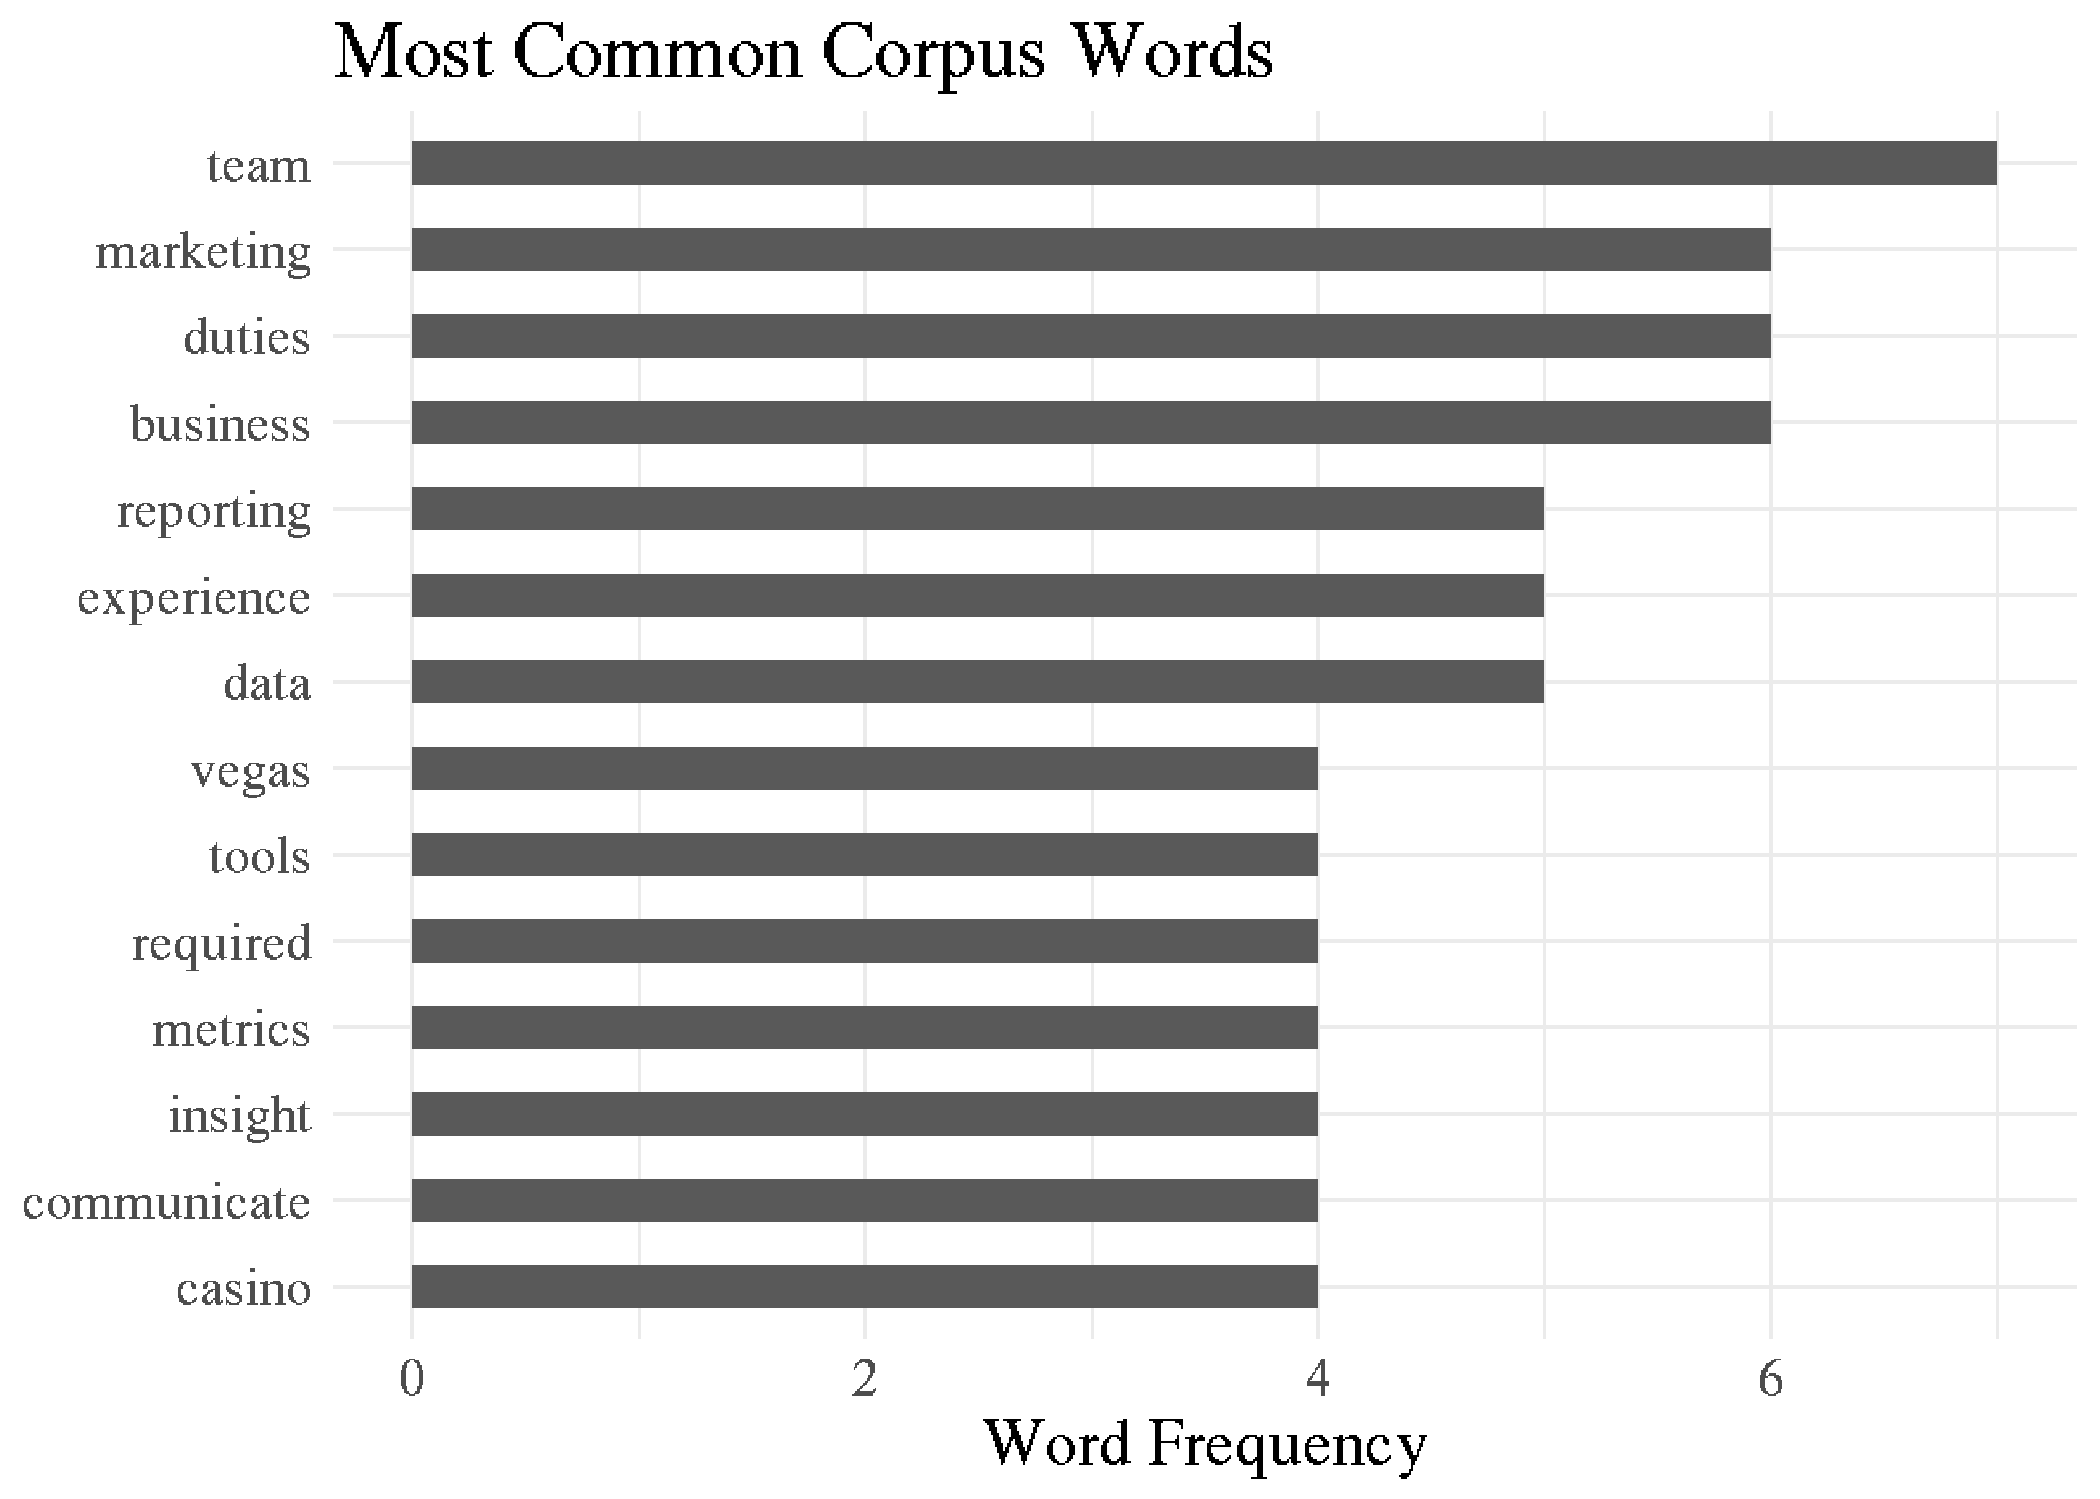 Most Common Corpus Words
team
marketing
duties
business
reporting
experience
data
vegas
tools
required
metrics
insight
communicate
casino
0 2 4 6
Word Frequency